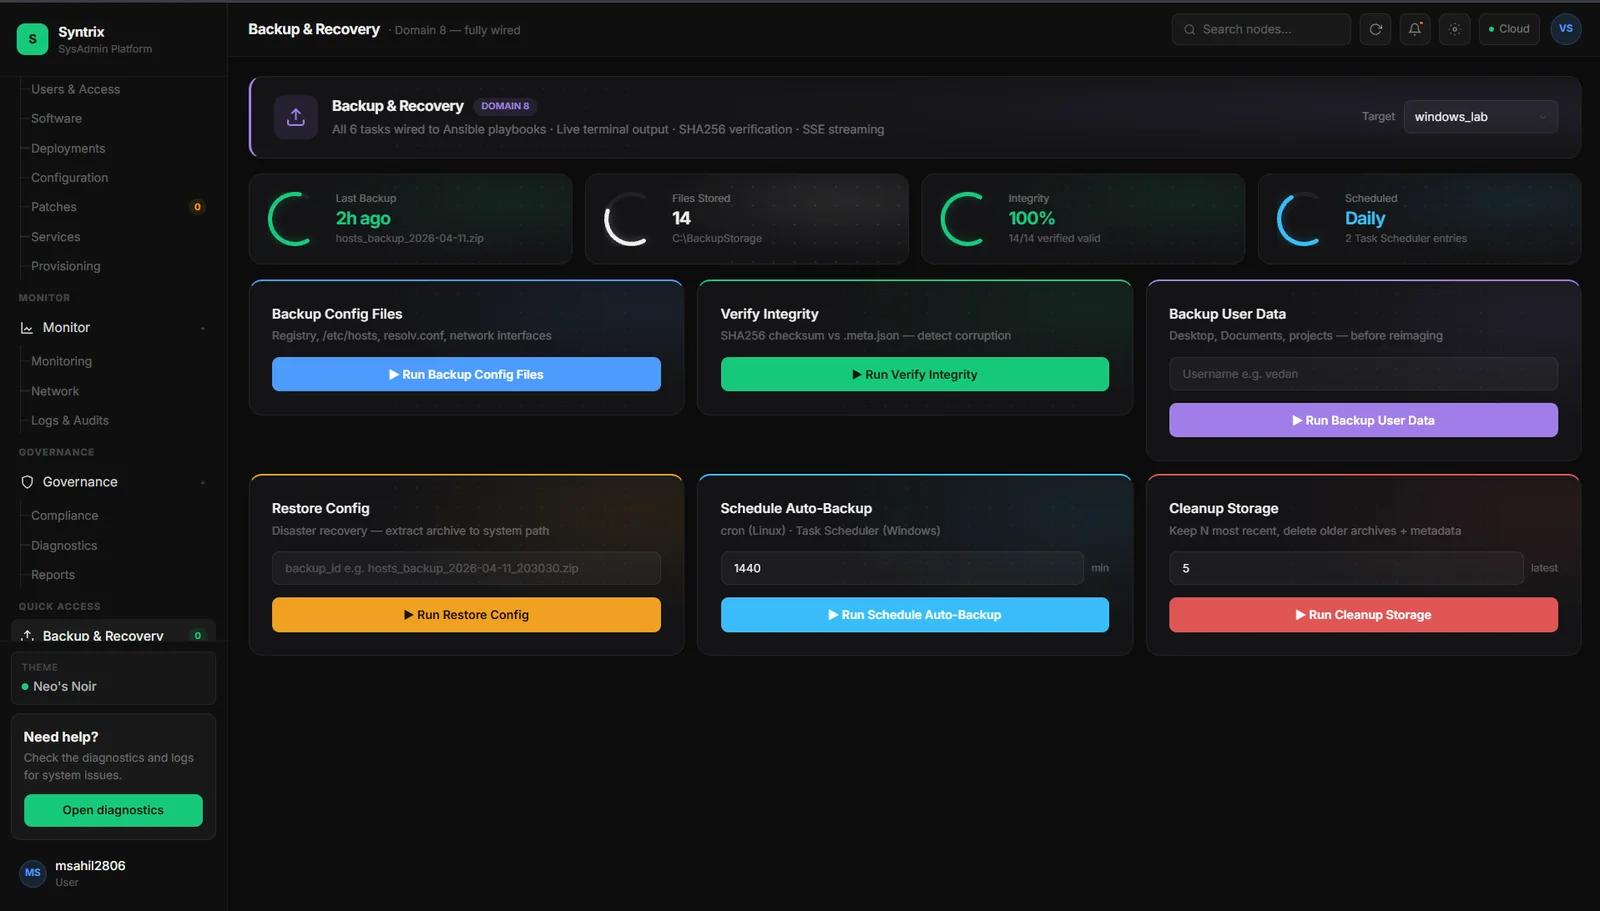 S
Syntrix
SysAdmin Platform
Users & Access
Software
Deployments
Configuration
Patches 0
Services
Provisioning
MONITOR
Monitor
Monitoring
Network
Logs & Audits
GOVERNANCE
Governance
Compliance
Diagnostics
Reports
QUICK ACCESS
Backup & Recovery 0
THEME
Neo's Noir
Need help?
Check the diagnostics and logs
for system issues.
Open diagnostics
MS
msahil2806
User
Backup & Recovery · Domain 8 — fully wired
Search nodes...
Cloud
VS
Backup & Recovery DOMAIN 8
All 6 tasks wired to Ansible playbooks · Live terminal output · SHA256 verification · SSE streaming
Target windows_lab
Last Backup
2h ago
hosts_backup_2026-04-11.zip
Files Stored
14
C:\BackupStorage
Integrity
100%
14/14 verified valid
Scheduled
Daily
2 Task Scheduler entries
Backup Config Files
Registry, /etc/hosts, resolv.conf, network interfaces
▶ Run Backup Config Files
Verify Integrity
SHA256 checksum vs .meta.json — detect corruption
▶ Run Verify Integrity
Backup User Data
Desktop, Documents, projects — before reimaging
Username e.g. vedan
▶ Run Backup User Data
Restore Config
Disaster recovery — extract archive to system path
backup_id e.g. hosts_backup_2026-04-11_203030.zip
▶ Run Restore Config
Schedule Auto-Backup
cron (Linux) · Task Scheduler (Windows)
1440 min
▶ Run Schedule Auto-Backup
Cleanup Storage
Keep N most recent, delete older archives + metadata
5 latest
▶ Run Cleanup Storage